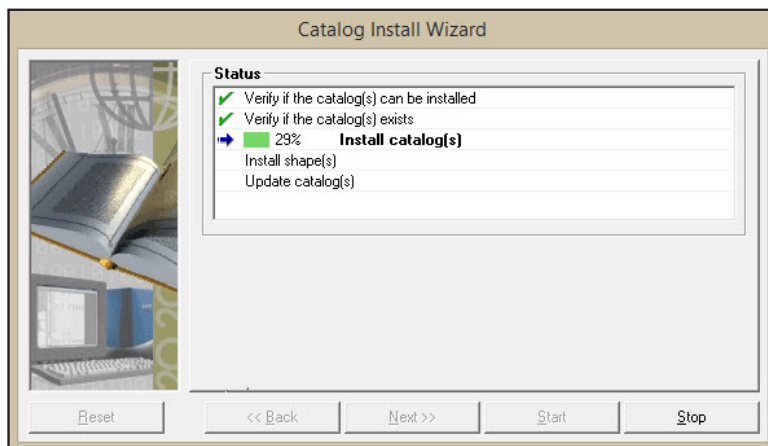 Catalog Install Wizard
Status
Verify if the catalog(s) can be installed
Verify if the catalog(s) exists
29% Install catalog(s)
Install shape(s)
Update catalog(s)
Reset << Back Next >> Start Stop